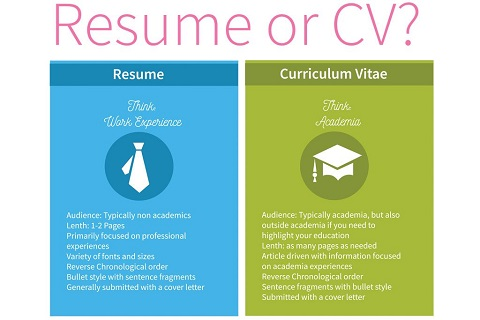 Resume or CV?
Resume
Think
Work Experience
Audience: Typically non academics
Lenth: 1-2 Pages
Primarily focused on professional
experiences
Variety of fonts and sizes
Reverse Chronological order
Bullet style with sentence fragments
Generally submitted with a cover letter
Curriculum Vitae
Think
Academia
Audience: Typically academia, but also
outside academia if you need to
highlight your education
Lenth: as many pages as needed
Article driven with information focused
on academia experiences
Reverse Chronological order
Sentence fragments with bullet style
Submitted with a cover letter